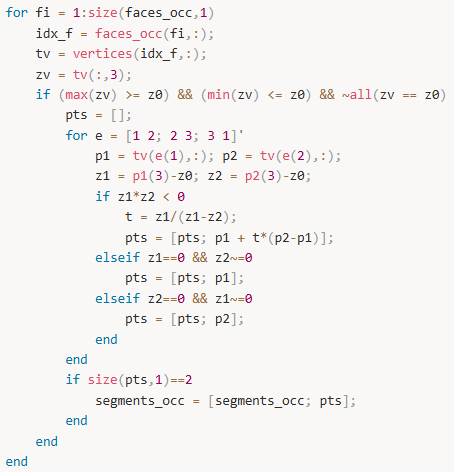 for fi = 1:size(faces_occ,1)
    idx_f = faces_occ(fi,:);
    tv = vertices(idx_f,:);
    zv = tv(:,3);
    if (max(zv) >= z0) && (min(zv) <= z0) && ~all(zv == z0)
        pts = [];
        for e = [1 2; 2 3; 3 1]'
            p1 = tv(e(1),:); p2 = tv(e(2),:);
            z1 = p1(3)-z0; z2 = p2(3)-z0;
            if z1*z2 < 0
                t = z1/(z1-z2);
                pts = [pts; p1 + t*(p2-p1)];
            elseif z1==0 && z2~=0
                pts = [pts; p1];
            elseif z2==0 && z1~=0
                pts = [pts; p2];
            end
        end
        if size(pts,1)==2
            segments_occ = [segments_occ; pts];
        end
    end
end